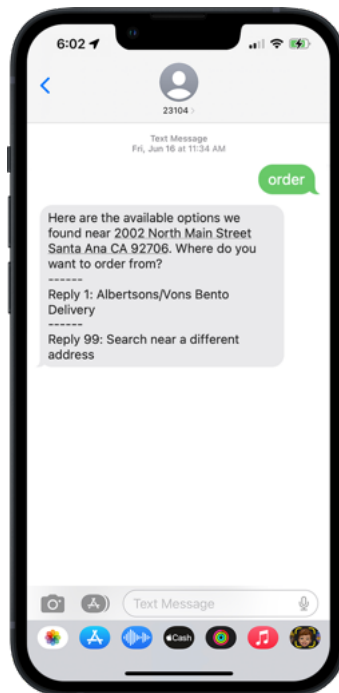 6:02
23104
Text Message
Fri, Jun 16 at 11:34 AM
order
Here are the available options we
found near 2002 North Main Street
Santa Ana CA 92706. Where do you
want to order from?
------
Reply 1: Albertsons/Vons Bento
Delivery
------
Reply 99: Search near a different
address
Text Message
Cash